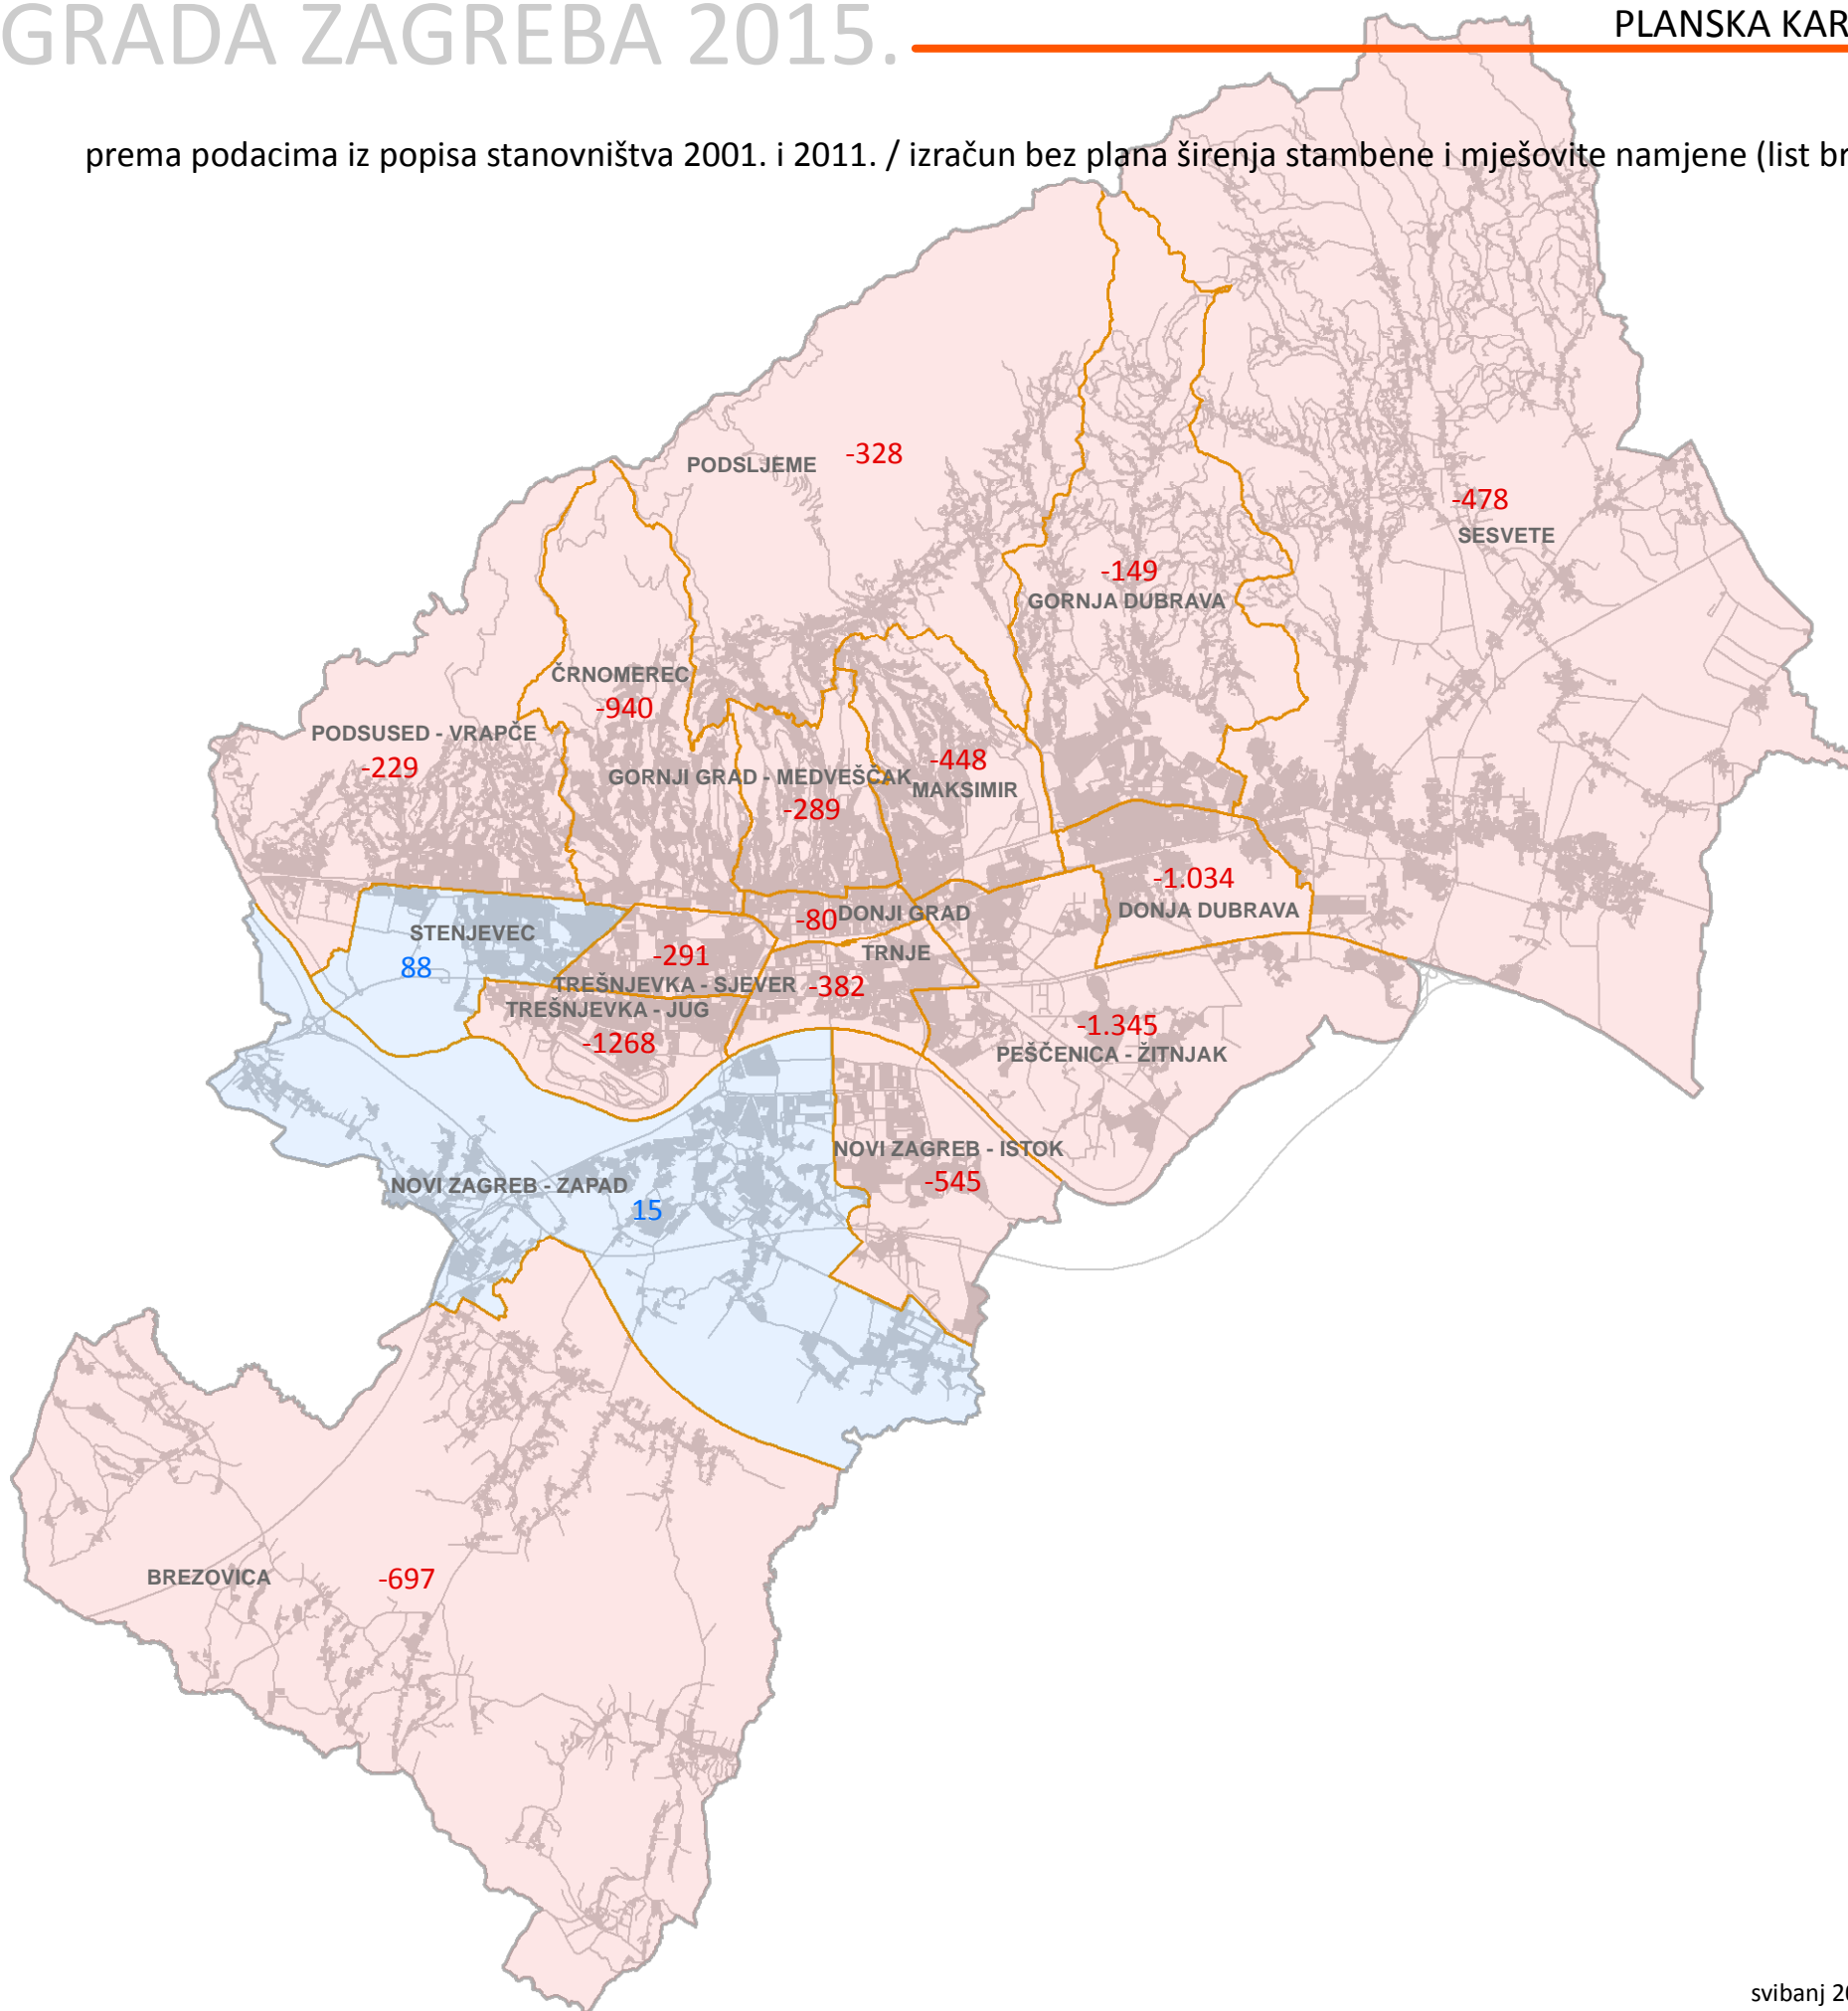 GRADA ZAGREBA 2015.
PLANSKA KAR
prema podacima iz popisa stanovništva 2001. i 2011. / izračun bez plana širenja stambene i mješovite namjene (list br
PODSLJEME
-328
-478
SESVETE
-149
GORNJA DUBRAVA
ČRNOMEREC
-940
PODSUSED - VRAPČE
-229
GORNJI GRAD - MEDVEŠČAK
-289
-448
MAKSIMIR
-1.034
DONJA DUBRAVA
-80
DONJI GRAD
STENJEVEC
88
-291
TREŠNJEVKA - SJEVER
TRNJE
-382
TREŠNJEVKA - JUG
-1268
-1.345
PEŠČENICA - ŽITNJAK
NOVI ZAGREB - ISTOK
-545
NOVI ZAGREB - ZAPAD
15
BREZOVICA
-697
svibanj 20